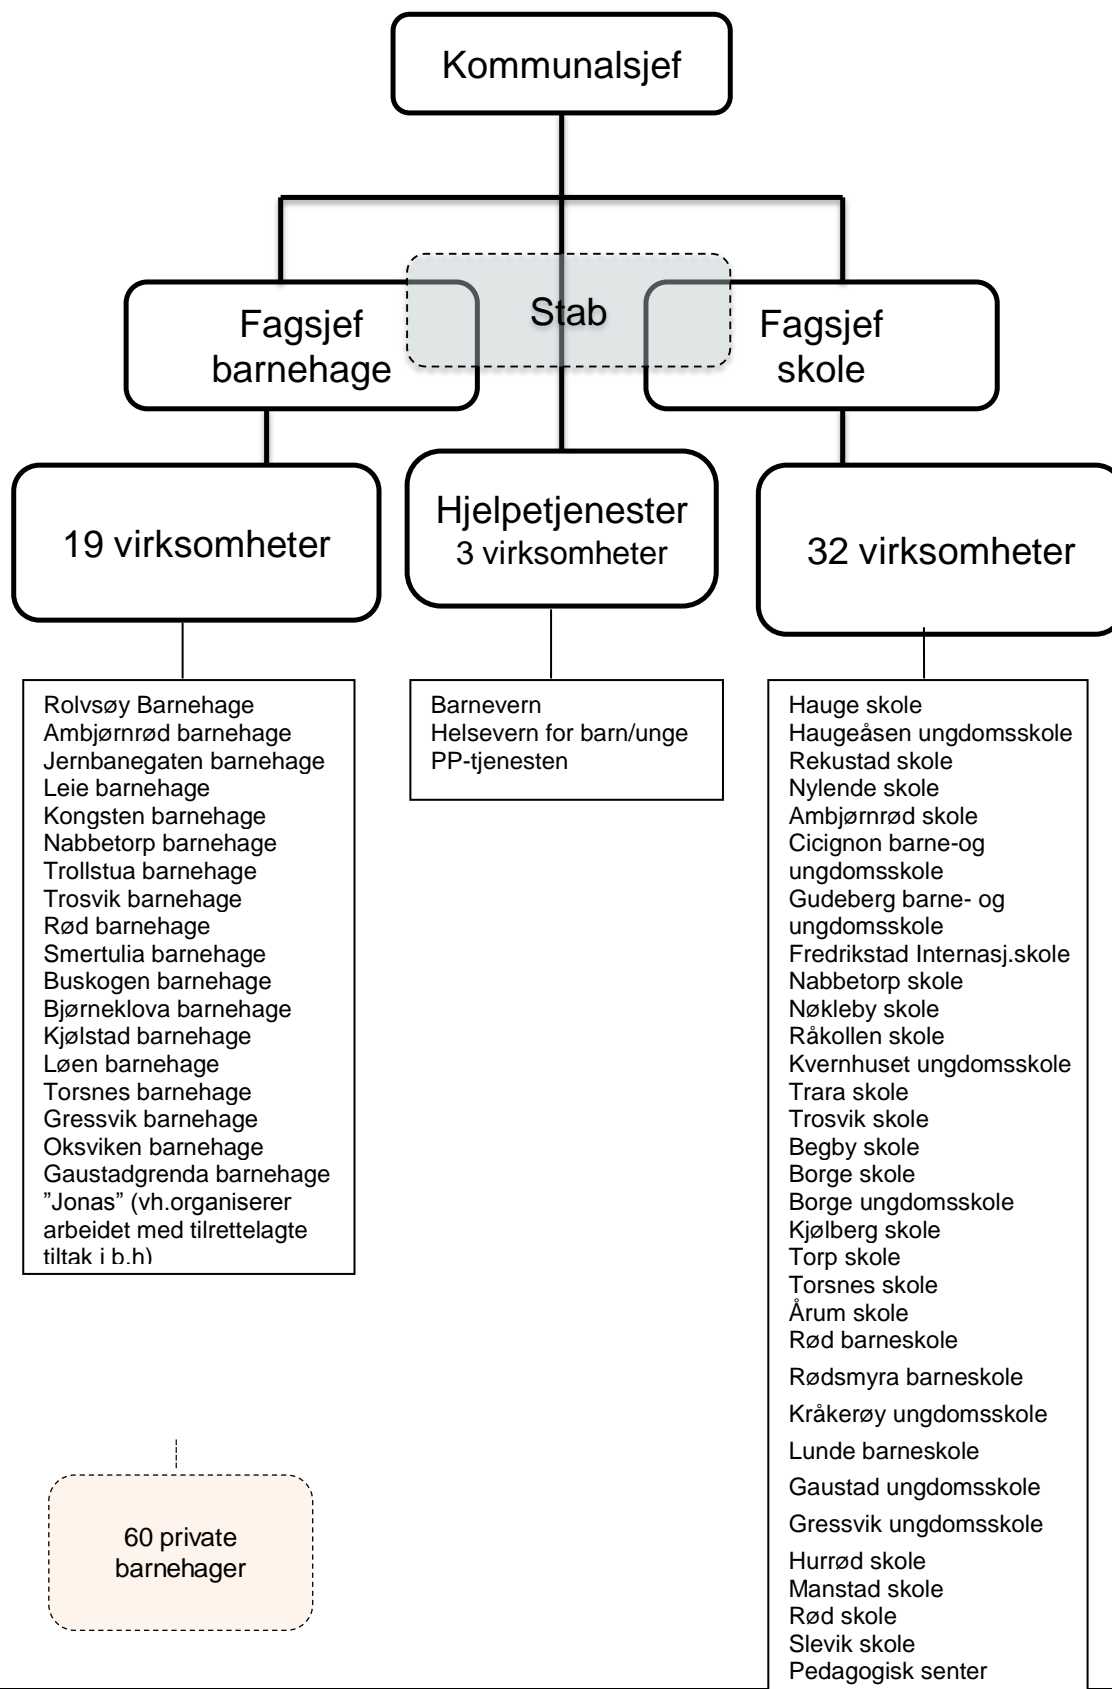 Kommunalsjef
Stab
Fagsjef
barnehage
Fagsjef
skole
19 virksomheter
Hjelpetjenester
3 virksomheter
32 virksomheter
Rolvsøy Barnehage
Ambjørnrød barnehage
Jernbanegaten barnehage
Leie barnehage
Kongsten barnehage
Nabbetorp barnehage
Trollstua barnehage
Trosvik barnehage
Rød barnehage
Smertulia barnehage
Buskogen barnehage
Bjørneklova barnehage
Kjølstad barnehage
Løen barnehage
Torsnes barnehage
Gressvik barnehage
Oksviken barnehage
Gaustadgrenda barnehage
”Jonas” (vh.organiserer
arbeidet med tilrettelagte
tiltak i b.h)
60 private
barnehager
Barnevern
Helsevern for barn/unge
PP-tjenesten
Hauge skole
Haugeåsen ungdomsskole
Rekustad skole
Nylende skole
Ambjørnrød skole
Cicignon barne-og
ungdomsskole
Gudeberg barne- og
ungdomsskole
Fredrikstad Internasj.skole
Nabbetorp skole
Nøkleby skole
Råkollen skole
Kvernhuset ungdomsskole
Trara skole
Trosvik skole
Begby skole
Borge skole
Borge ungdomsskole
Kjølberg skole
Torp skole
Torsnes skole
Årum skole
Rød barneskole
Rødsmyra barneskole
Kråkerøy ungdomsskole
Lunde barneskole
Gaustad ungdomsskole
Gressvik ungdomsskole
Hurrød skole
Manstad skole
Rød skole
Slevik skole
Pedagogisk senter